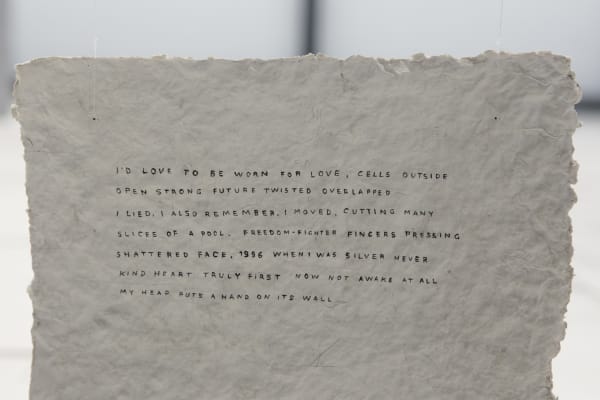 I'D LOVE TO BE WORN FOR LOVE, CELLS OUTSIDE
OPEN STRONG FUTURE TWISTED OVERLAPPED
I LIED. I ALSO REMEMBER. I MOVED, CUTTING MANY
SLICES OF A POOL. FREEDOM-FIGHTER FINGERS PRESSING
SHATTERED FACE, 1996 WHEN I WAS SILVER NEVER
KIND HEART TRULY FIRST NOW NOT AWAKE AT ALL
MY HEAD PUTS A HAND ON ITS WALL